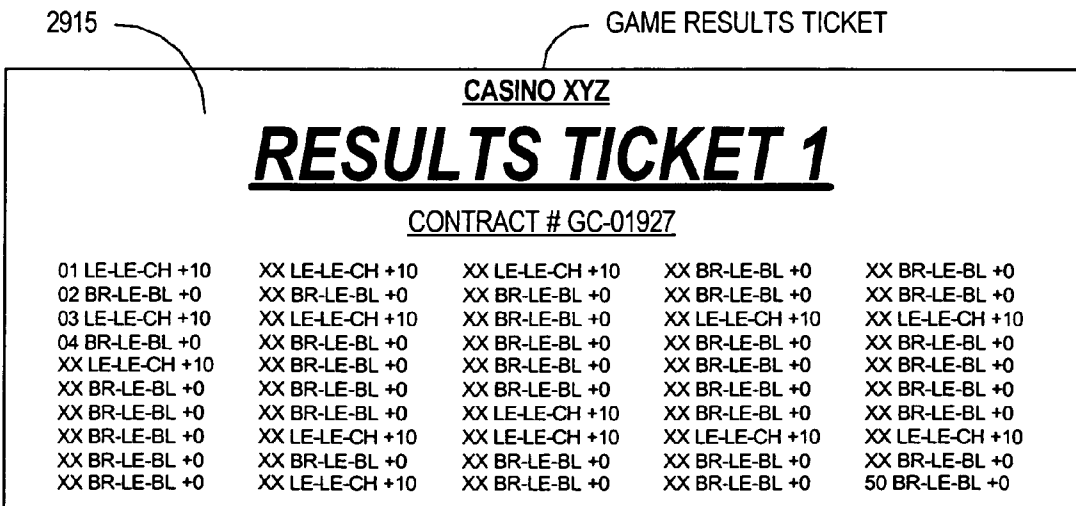 2915
GAME RESULTS TICKET
CASINO XYZ
RESULTS TICKET 1
CONTRACT # GC-01927
01 LE-LE-CH +10 XX LE-LE-CH +10 XX LE-LE-CH +10 XX BR-LE-BL +0 XX BR-LE-BL +0
02 BR-LE-BL +0 XX BR-LE-BL +0 XX BR-LE-BL +0 XX BR-LE-BL +0 XX BR-LE-BL +0
03 LE-LE-CH +10 XX LE-LE-CH +10 XX BR-LE-BL +0 XX LE-LE-CH +10 XX LE-LE-CH +10
04 BR-LE-BL +0 XX BR-LE-BL +0 XX BR-LE-BL +0 XX BR-LE-BL +0 XX BR-LE-BL +0
XX LE-LE-CH +10 XX BR-LE-BL +0 XX BR-LE-BL +0 XX BR-LE-BL +0 XX BR-LE-BL +0
XX BR-LE-BL +0 XX BR-LE-BL +0 XX BR-LE-BL +0 XX BR-LE-BL +0 XX BR-LE-BL +0
XX BR-LE-BL +0 XX BR-LE-BL +0 XX LE-LE-CH +10 XX BR-LE-BL +0 XX BR-LE-BL +0
XX BR-LE-BL +0 XX LE-LE-CH +10 XX LE-LE-CH +10 XX LE-LE-CH +10 XX LE-LE-CH +10
XX BR-LE-BL +0 XX BR-LE-BL +0 XX BR-LE-BL +0 XX BR-LE-BL +0 XX BR-LE-BL +0
XX BR-LE-BL +0 XX LE-LE-CH +10 XX BR-LE-BL +0 XX BR-LE-BL +0 50 BR-LE-BL +0